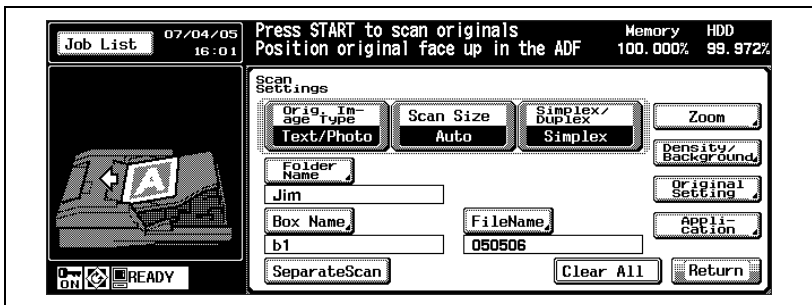 Job List 07/04/05 16:01
Press START to scan originals
Position original face up in the ADF
Memory HDD
100.000% 99.972%
Scan
Settings
Orig. Im-
age Type
Text/Photo
Scan Size
Auto
Simplex/
Duplex
Simplex
Zoom
Density/
Background
Folder
Name
Jim
Original
Setting
Box Name
b1
FileName
050506
Appli-
cation
SeparateScan
Clear All
Return
A
ON
READY